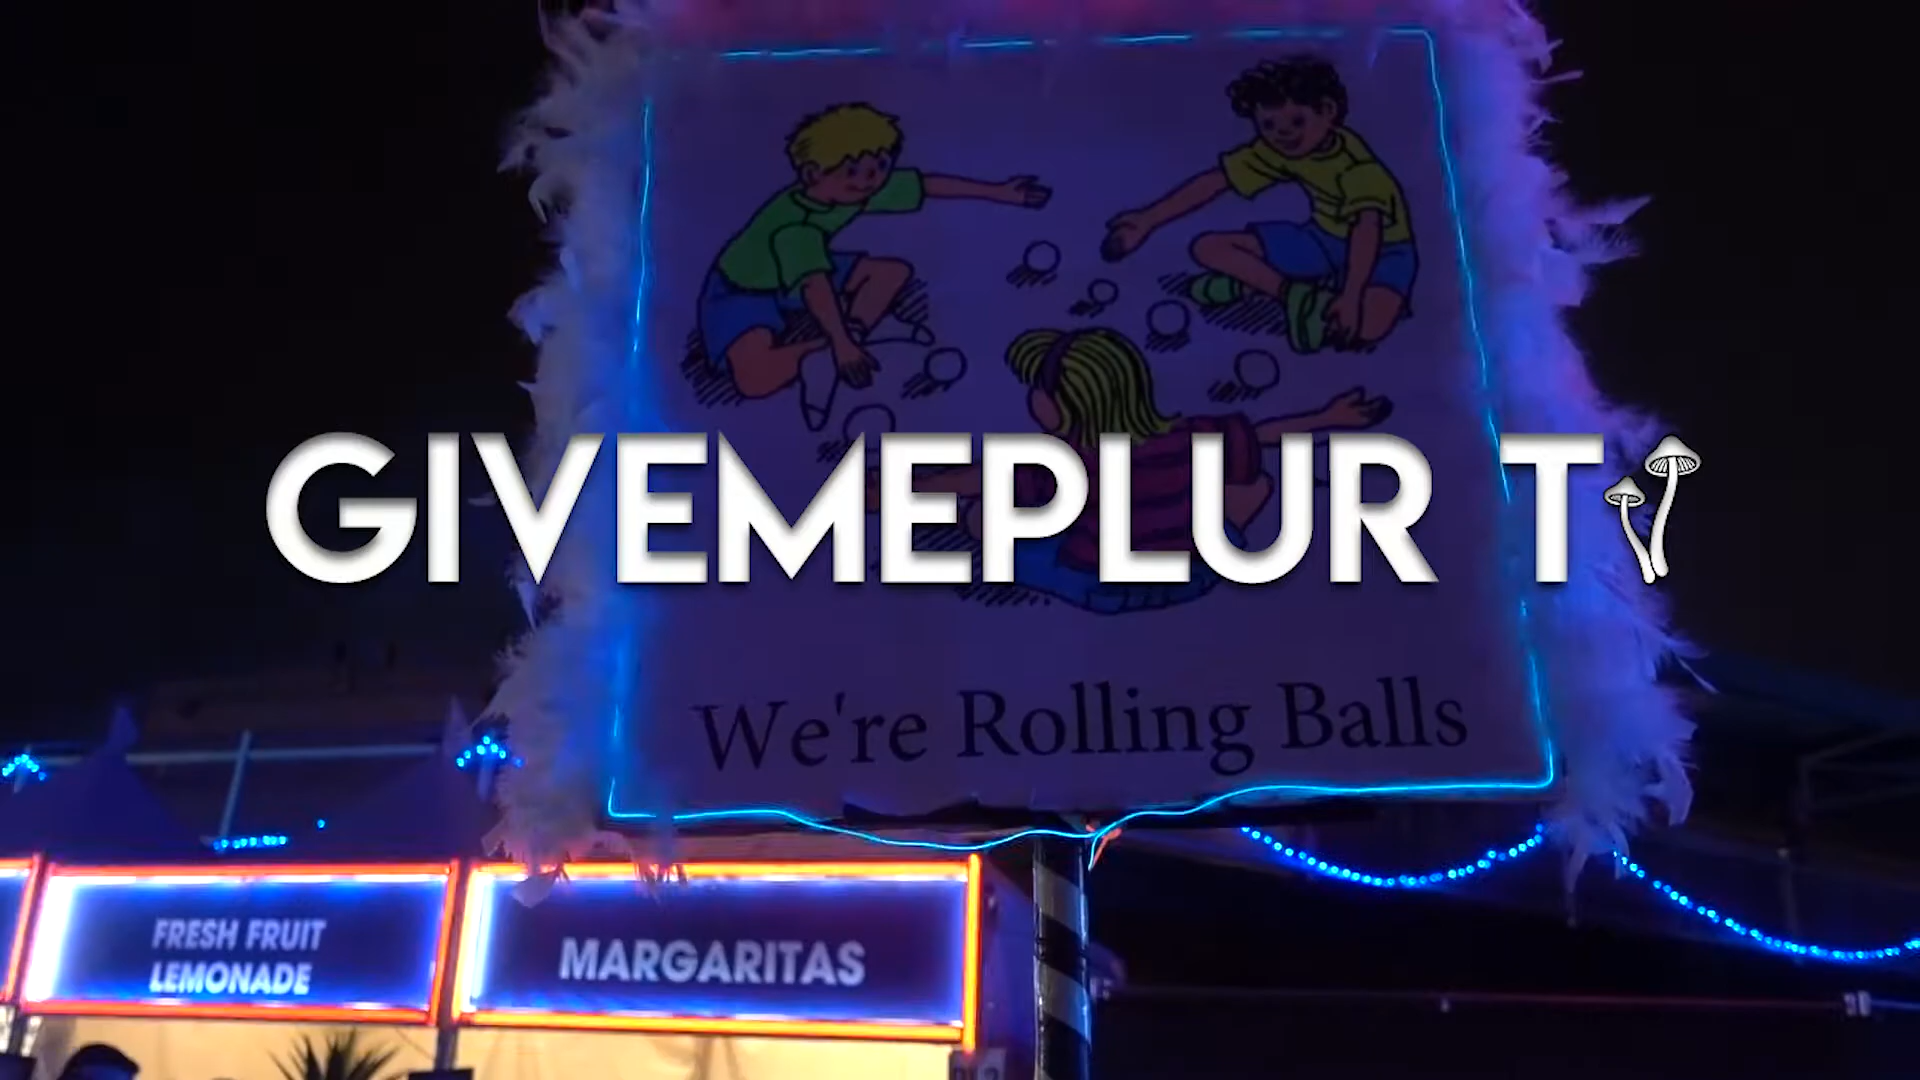 GIVEMEPLUR T
We're Rolling Balls
FRESH FRUIT
LEMONADE
MARGARITAS